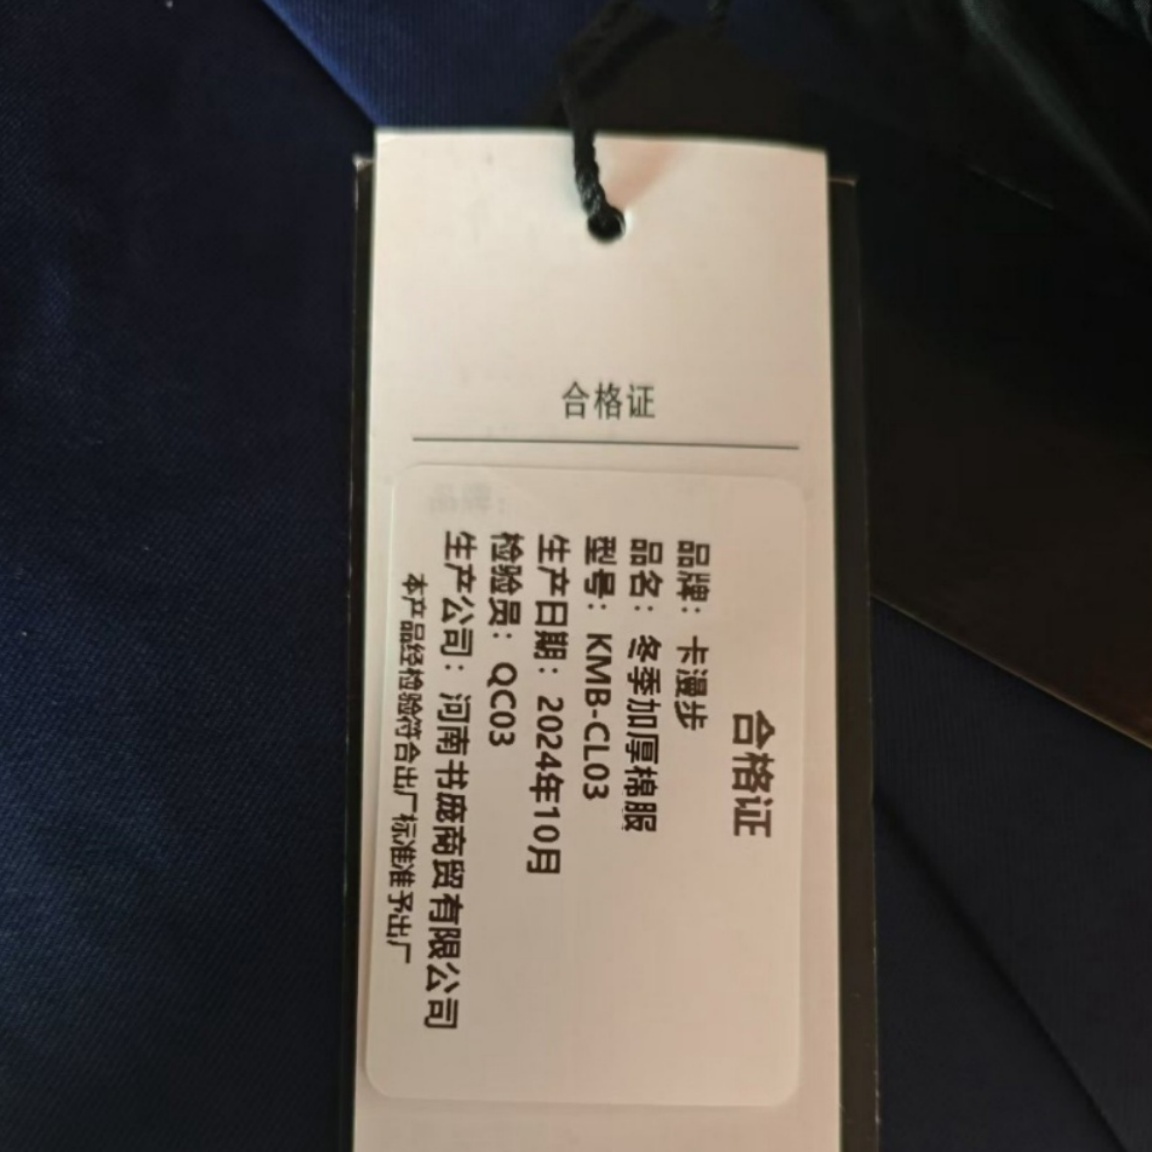 合格证
合格证
品牌：卡漫步
品名：冬季加厚棉服
型号：KMB-CL03
生产日期：2024年10月
检验员：QC03
生产公司：河南书庞商贸有限公司
本产品经检验符合出厂标准准予出厂